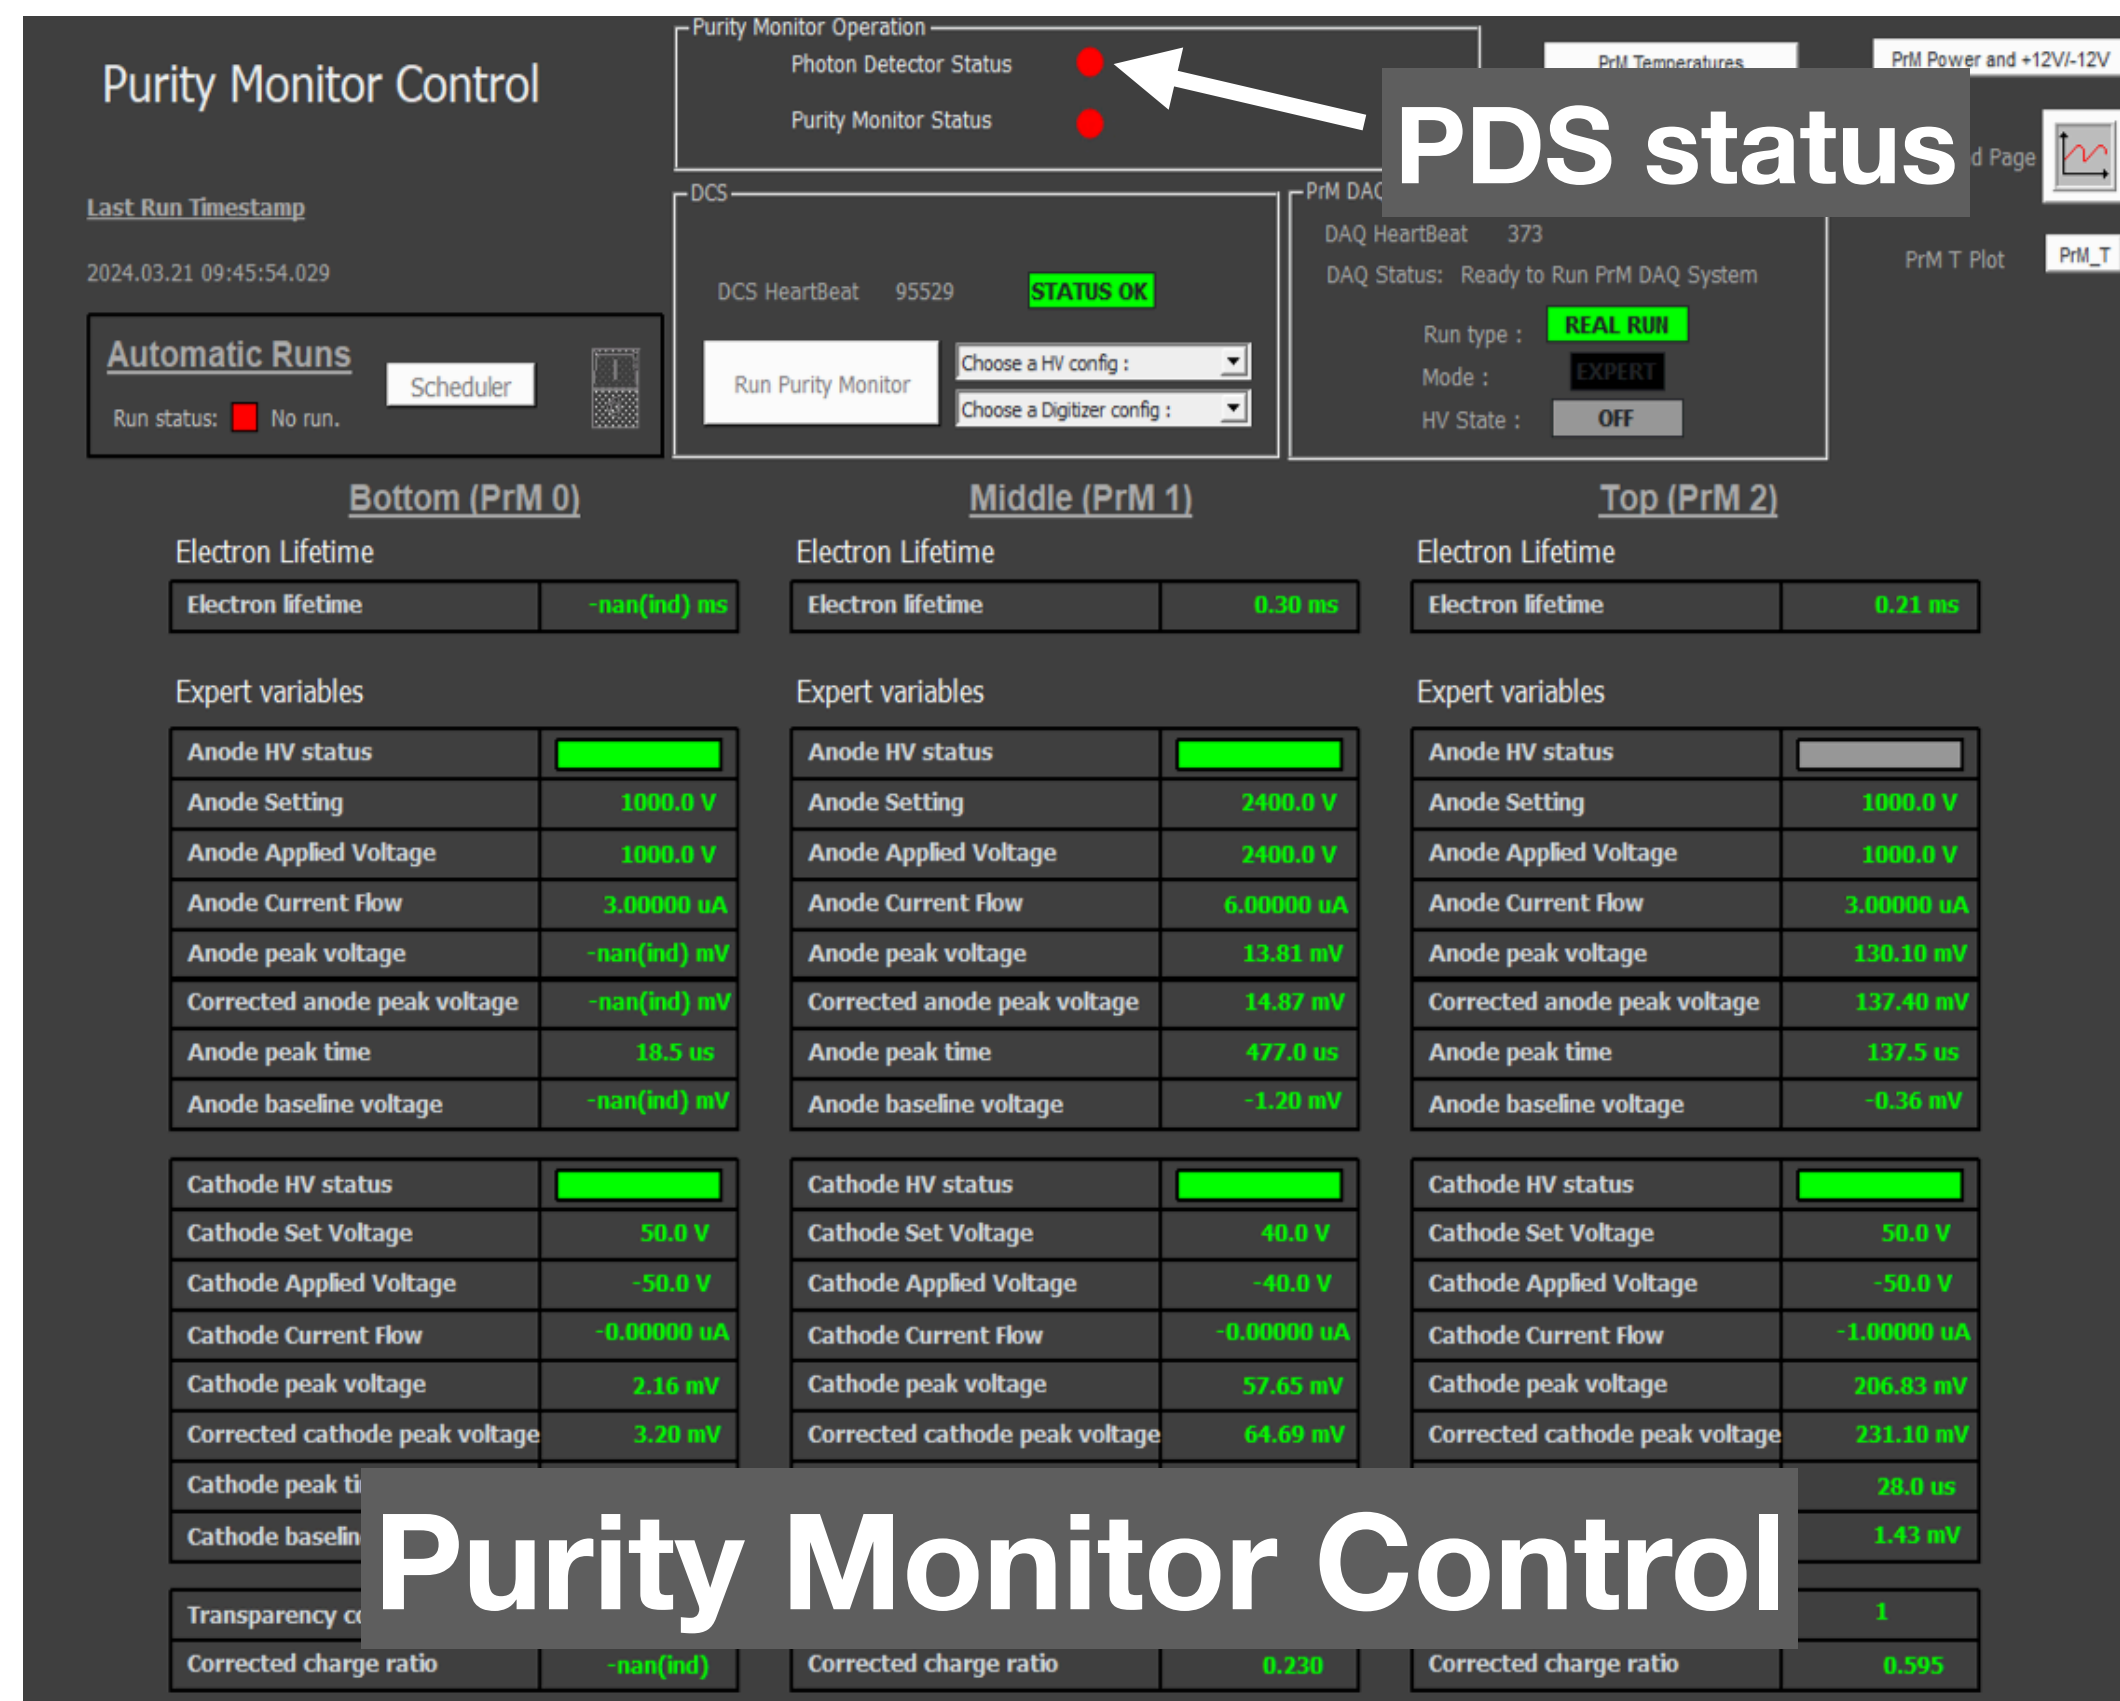 Purity Monitor Operation
Photon Detector Status
Purity Monitor Status
Purity Monitor Control
PrM Temperatures
PrM Power and +12V/-12V
PDS status
d Page
Last Run Timestamp
2024.03.21 09:45:54.029
DCS
DCS HeartBeat 95529 STATUS OK
Run Purity Monitor
Choose a HV config :
Choose a Digitizer config :
PrM DAQ
DAQ HeartBeat 373
DAQ Status: Ready to Run PrM DAQ System
Run type : REAL RUN
Mode : EXPERT
HV State : OFF
PrM T Plot PrM_T
Automatic Runs
Scheduler
Run status: No run.
Bottom (PrM 0) Middle (PrM 1) Top (PrM 2)
Electron Lifetime Electron Lifetime Electron Lifetime
Electron lifetime -nan(ind) ms Electron lifetime 0.30 ms Electron lifetime 0.21 ms
Expert variables Expert variables Expert variables
Anode HV status Anode HV status Anode HV status
Anode Setting 1000.0 V Anode Setting 2400.0 V Anode Setting 1000.0 V
Anode Applied Voltage 1000.0 V Anode Applied Voltage 2400.0 V Anode Applied Voltage 1000.0 V
Anode Current Flow 3.00000 uA Anode Current Flow 6.00000 uA Anode Current Flow 3.00000 uA
Anode peak voltage -nan(ind) mV Anode peak voltage 13.81 mV Anode peak voltage 130.10 mV
Corrected anode peak voltage -nan(ind) mV Corrected anode peak voltage 14.87 mV Corrected anode peak voltage 137.40 mV
Anode peak time 18.5 us Anode peak time 477.0 us Anode peak time 137.5 us
Anode baseline voltage -nan(ind) mV Anode baseline voltage -1.20 mV Anode baseline voltage -0.36 mV
Cathode HV status Cathode HV status Cathode HV status
Cathode Set Voltage 50.0 V Cathode Set Voltage 40.0 V Cathode Set Voltage 50.0 V
Cathode Applied Voltage -50.0 V Cathode Applied Voltage -40.0 V Cathode Applied Voltage -50.0 V
Cathode Current Flow -0.00000 uA Cathode Current Flow -0.00000 uA Cathode Current Flow -1.00000 uA
Cathode peak voltage 2.16 mV Cathode peak voltage 57.65 mV Cathode peak voltage 206.83 mV
Corrected cathode peak voltage 3.20 mV Corrected cathode peak voltage 64.69 mV Corrected cathode peak voltage 231.10 mV
Cathode peak ti 28.0 us
Cathode baselin 1.43 mV
Purity Monitor Control
Transparency co 1
Corrected charge ratio -nan(ind) Corrected charge ratio 0.230 Corrected charge ratio 0.595